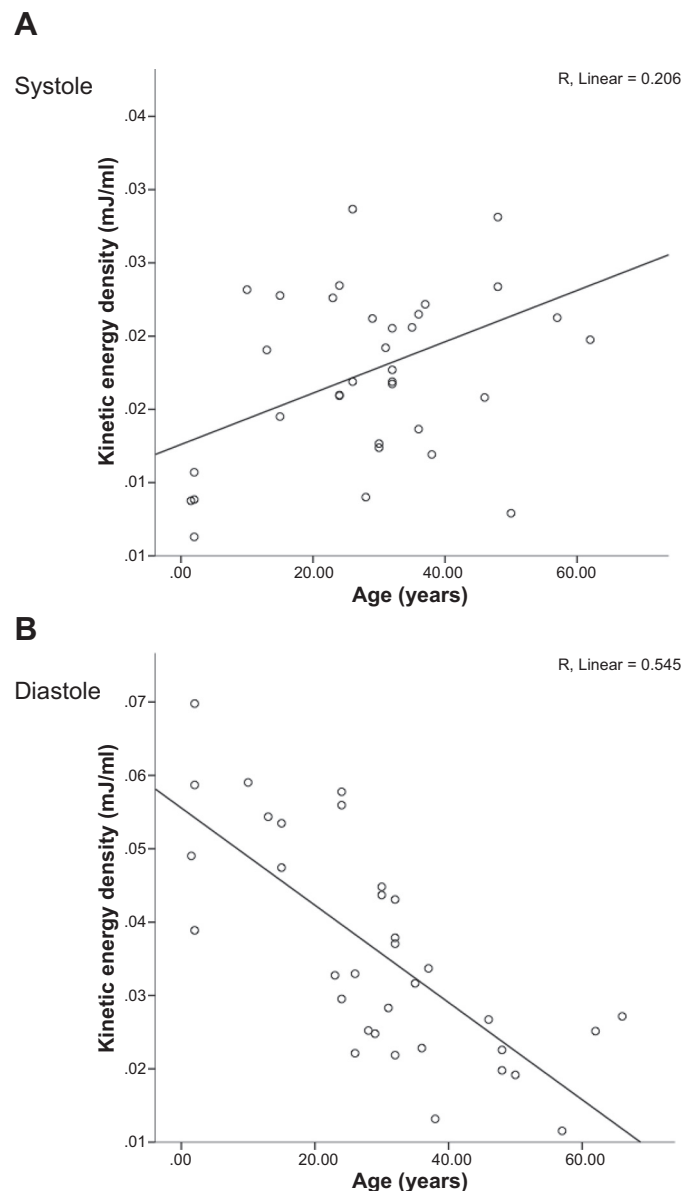 A
Systole
R, Linear = 0.206
Kinetic energy density (mJ/ml)
.04
.03
.03
.02
.02
.01
.01
.00 20.00 40.00 60.00
Age (years)
B
Diastole
R, Linear = 0.545
Kinetic energy density (mJ/ml)
.07
.06
.05
.04
.03
.02
.01
.00 20.00 40.00 60.00
Age (years)